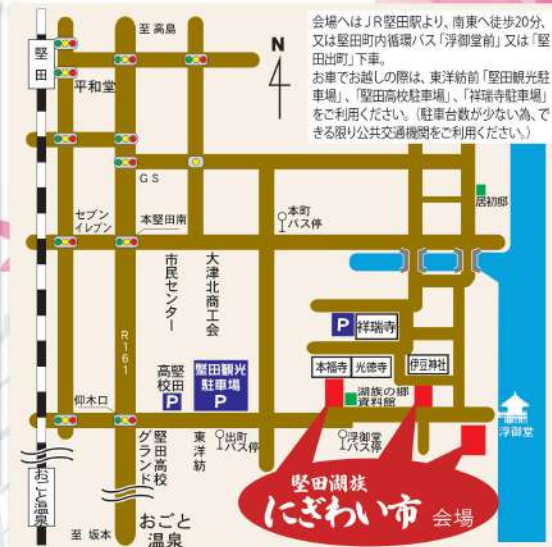 会場へはJR堅田駅より、南東へ徒歩20分、
又は堅田町内循環バス「浮御堂前」又は「堅
田出町」下車。
お車でお越しの際は、東洋紡前「堅田観光駐
車場」、「堅田高校駐車場」、「祥瑞寺駐車場」
をご利用ください。（駐車台数が少ない為、で
きる限り公共交通機関をご利用ください。）
至 高島
堅田
平和堂
N
GS
セブン
イレブン
本堅田南
本町
バス停
居初邸
市民センター
大津北商工会
R161
P
祥瑞寺
本福寺
光徳寺
伊豆神社
堅田
高校
P
堅田観光
駐車場
P
湖族の郷
資料館
仰木口
堅田高校
グランド
東洋紡
出町
バス停
浮御堂
バス停
浮御堂
おごと温泉
至 坂本
おごと
温泉
堅田湖族
にぎわい市 会場